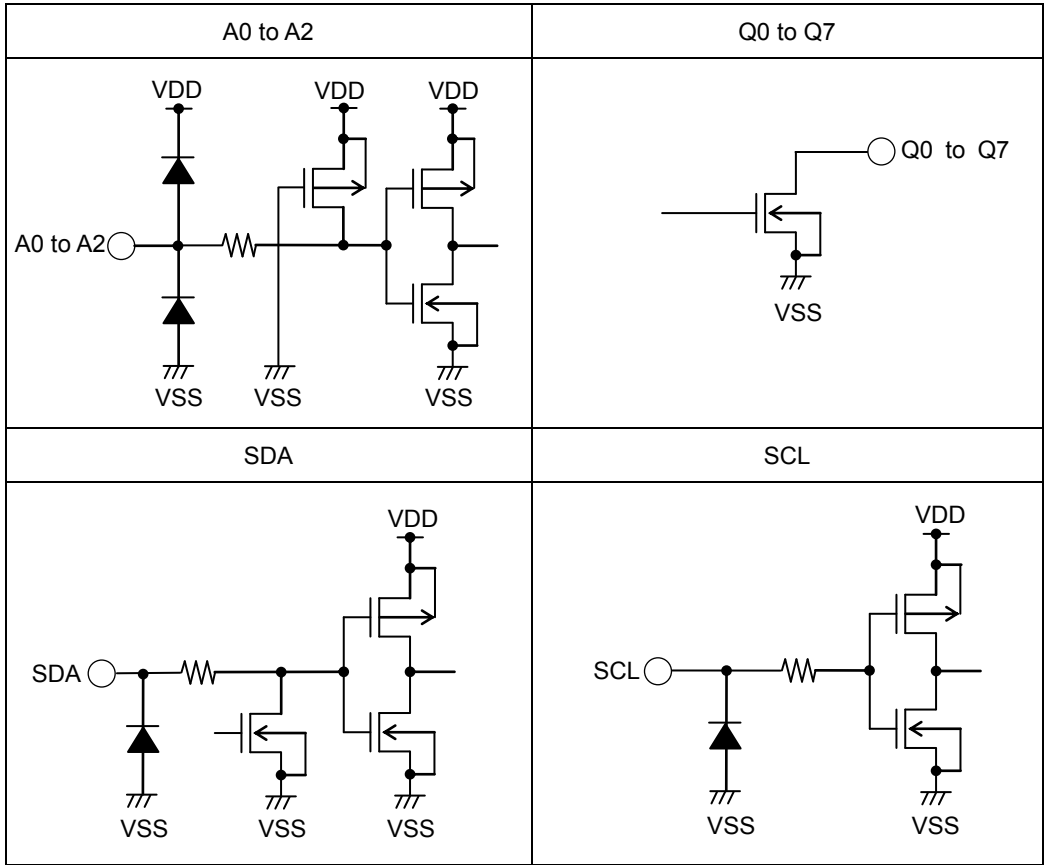 A0 to A2
Q0 to Q7
VDD VDD VDD
Q0 to Q7
A0 to A2
VSS
VSS VSS VSS
SDA
SCL
VDD
VDD
SDA
SCL
VSS VSS VSS
VSS VSS